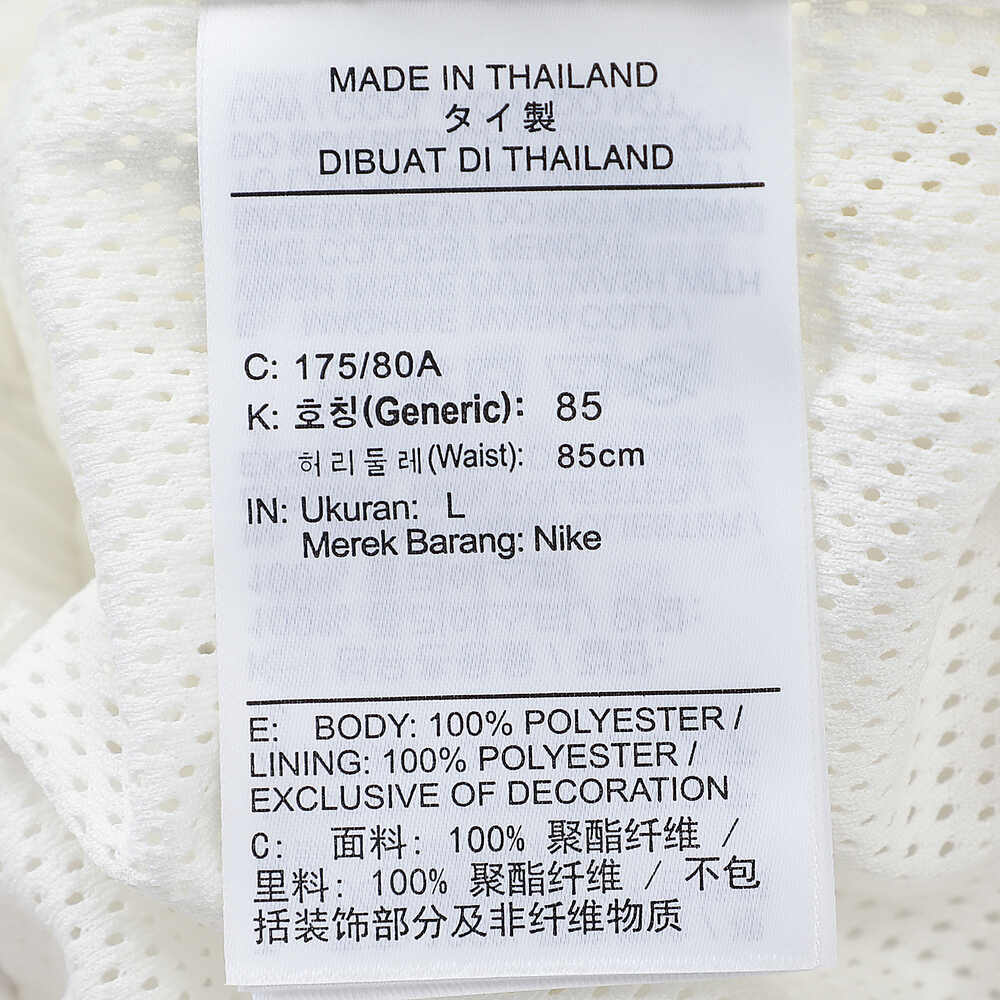 MADE IN THAILAND
タイ製
DIBUAT DI THAILAND
C: 175/80A
K: 호칭(Generic): 85
허리둘레(Waist): 85cm
IN: Ukuran: L
Merek Barang: Nike
E: BODY: 100% POLYESTER /
LINING: 100% POLYESTER /
EXCLUSIVE OF DECORATION
C: 面料: 100% 聚酯纤维 /
里料: 100% 聚酯纤维 / 不包
括装饰部分及非纤维物质